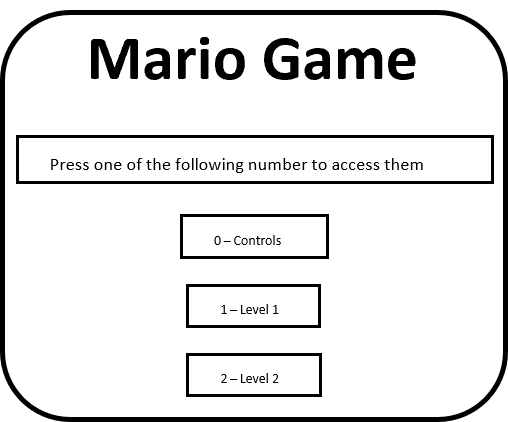 Mario Game
Press one of the following number to access them
0 – Controls
1 – Level 1
2 – Level 2